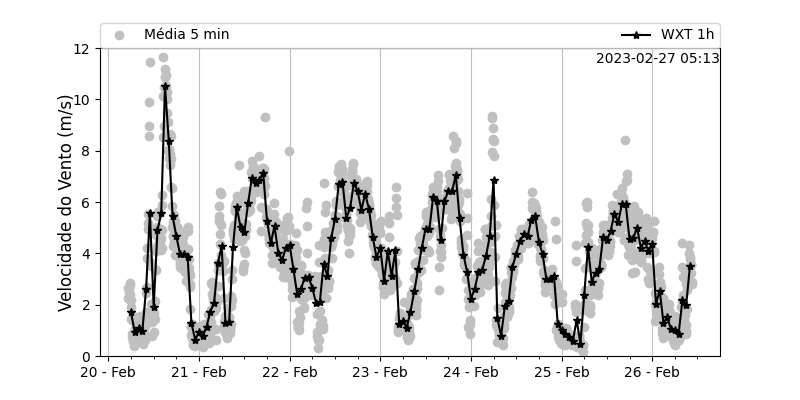 Média 5 min
WXT 1h
2023-02-27 05:13
Velocidade do Vento (m/s)
12
10
8
6
4
2
0
20 - Feb
21 - Feb
22 - Feb
23 - Feb
24 - Feb
25 - Feb
26 - Feb